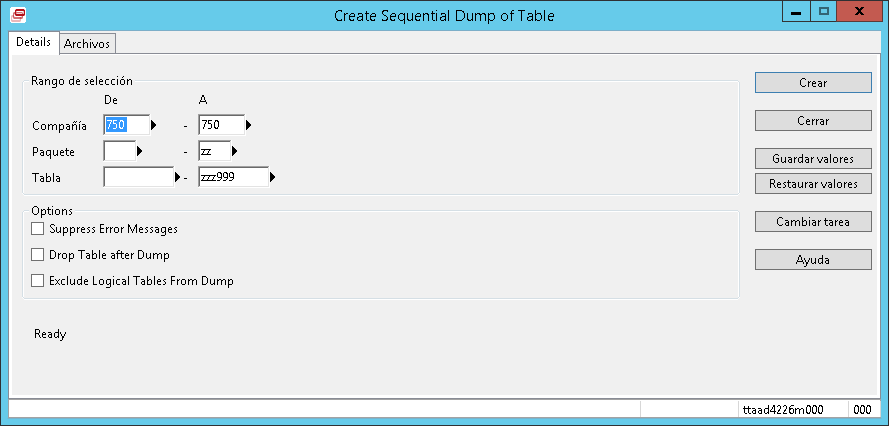 Create Sequential Dump of Table
Details Archivos
Rango de selección
De A
Compañía 750 - 750
Paquete - zz
Tabla - zzz999
Options
Suppress Error Messages
Drop Table after Dump
Exclude Logical Tables From Dump
Ready
Crear
Cerrar
Guardar valores
Restaurar valores
Cambiar tarea
Ayuda
ttaad4226m000 000